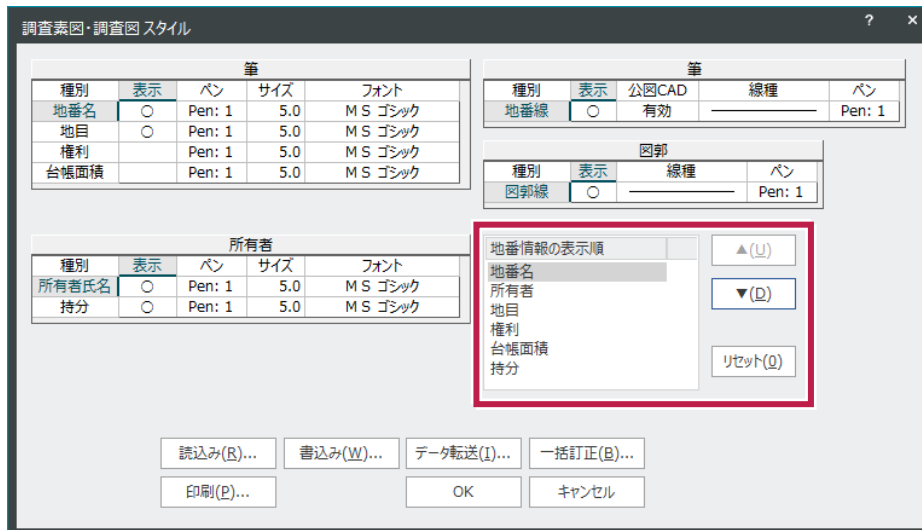 調査素図・調査図 スタイル ? ×
筆
種別 表示 ペン サイズ フォント
地番名 ○ Pen: 1 5.0 ＭＳ ゴシック
地目 ○ Pen: 1 5.0 ＭＳ ゴシック
権利 Pen: 1 5.0 ＭＳ ゴシック
台帳面積 Pen: 1 5.0 ＭＳ ゴシック
筆
種別 表示 公図CAD 線種 ペン
地番線 ○ 有効 Pen: 1
図郭
種別 表示 線種 ペン
図郭線 ○ Pen: 1
所有者
種別 表示 ペン サイズ フォント
所有者氏名 ○ Pen: 1 5.0 ＭＳ ゴシック
持分 ○ Pen: 1 5.0 ＭＳ ゴシック
地番情報の表示順
地番名
所有者
地目
権利
台帳面積
持分
▲(U)
▼(D)
リセット(0)
読込み(R)... 書込み(W)... データ転送(I)... 一括訂正(B)...
印刷(P)... OK キャンセル